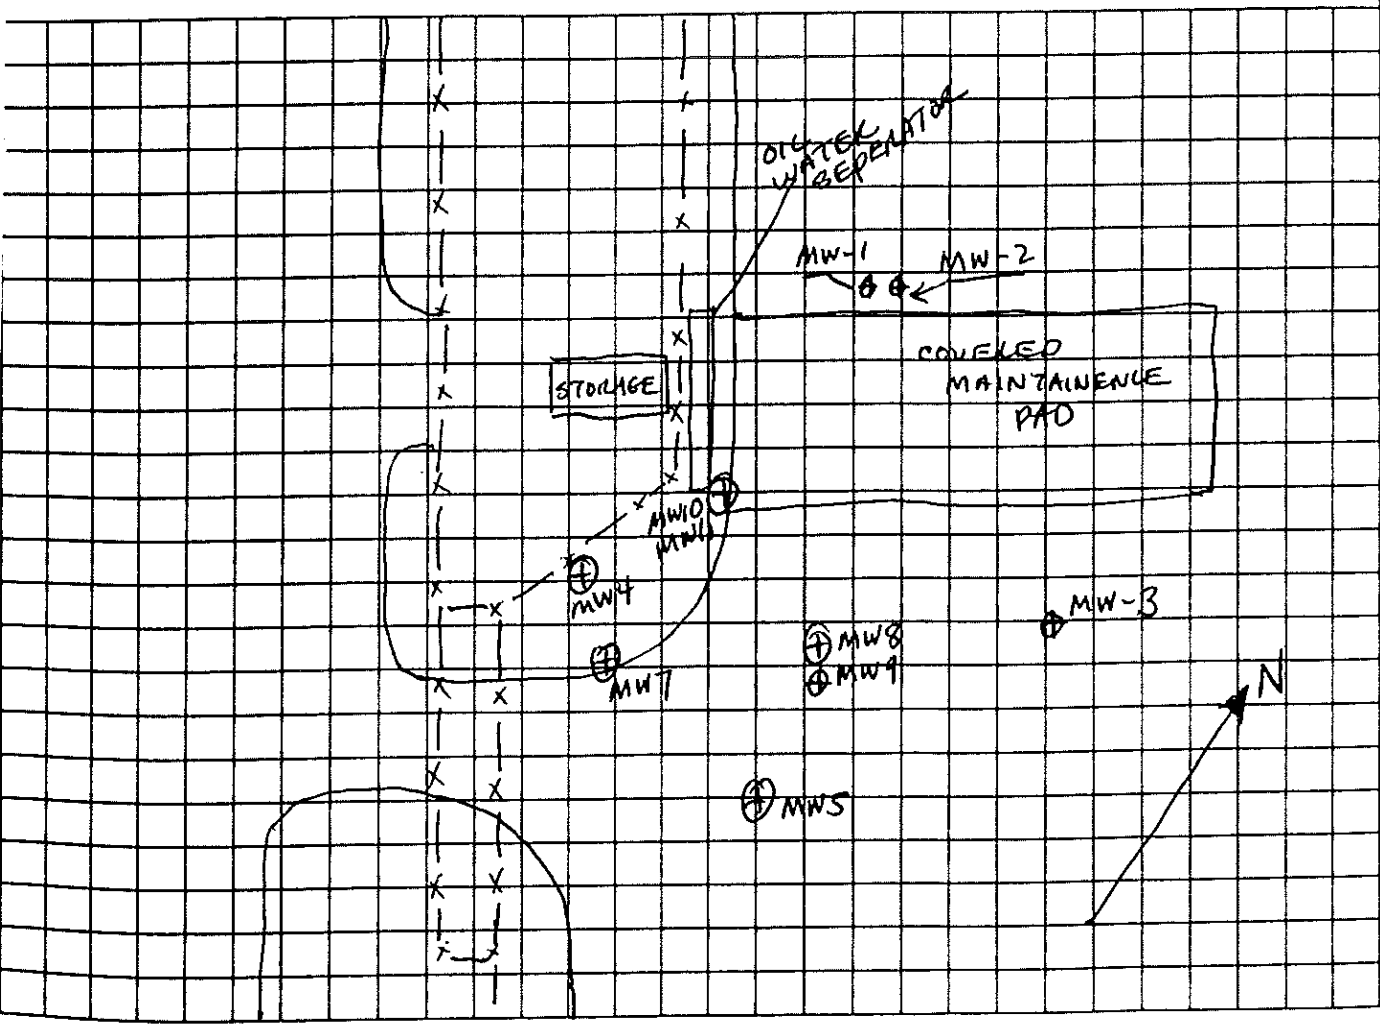 OIL
WATER
SEPERATOR
MW-1
MW-2
COVERED
MAINTAINENCE
PAD
STORAGE
MW10
MW11
MW4
MW-3
MW8
MW9
MW7
N
MW5